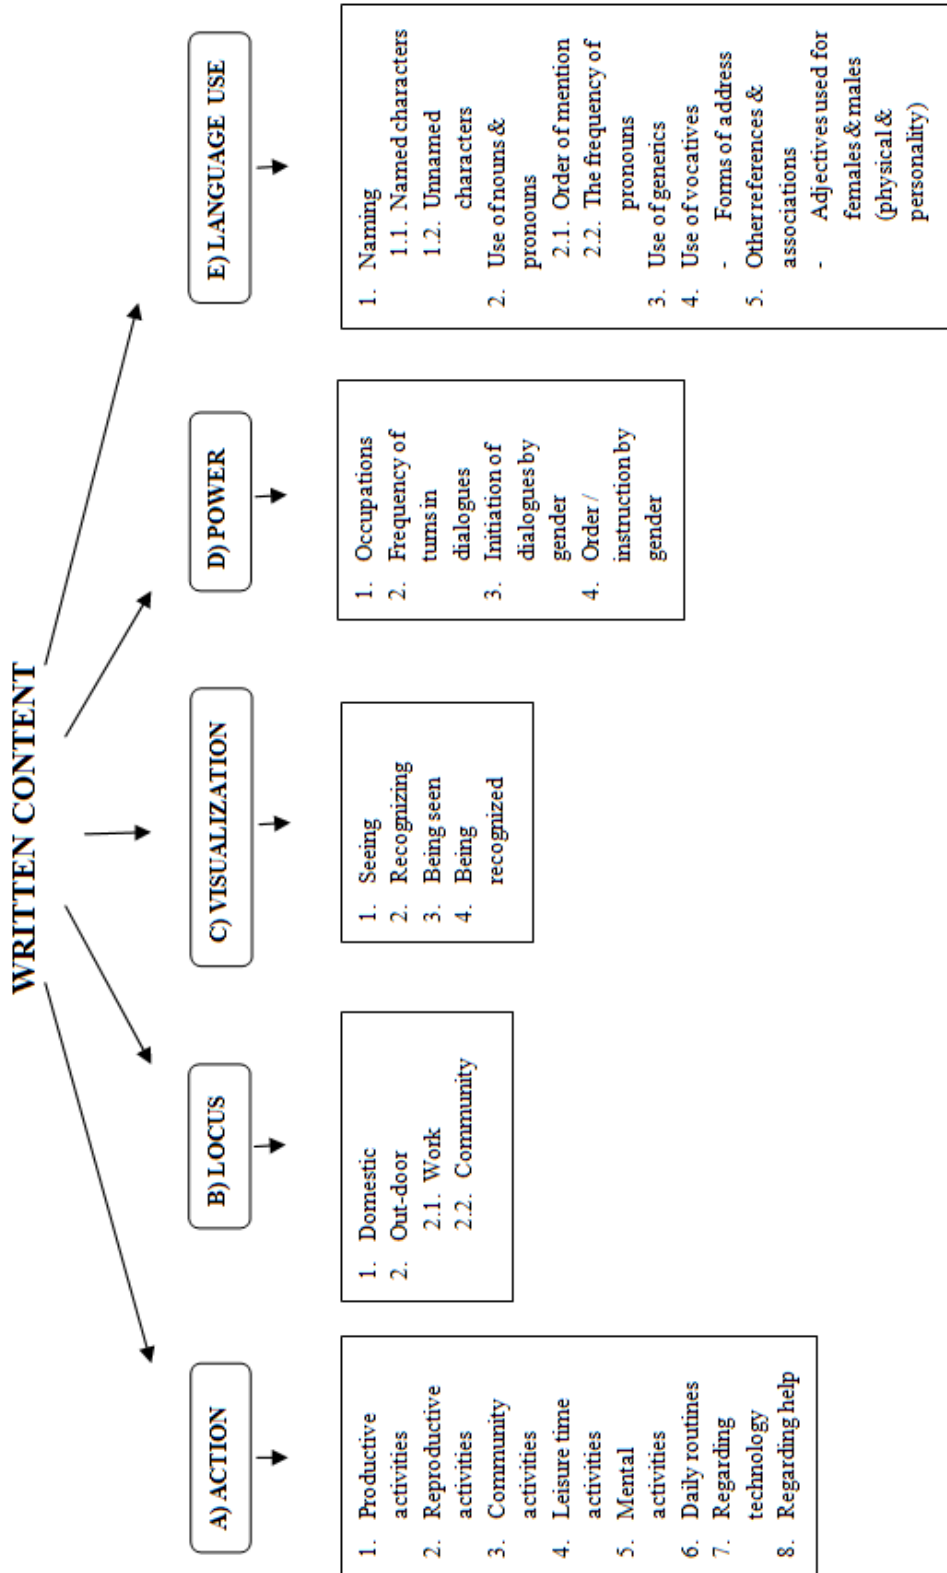 WRITTEN CONTENT
A) ACTION
1. Productive
activities
2. Reproductive
activities
3. Community
activities
4. Leisure time
activities
5. Mental
activities
6. Daily routines
7. Regarding
technology
8. Regarding help
B) LOCUS
1. Domestic
2. Out-door
2.1. Work
2.2. Community
C) VISUALIZATION
1. Seeing
2. Recognizing
3. Being seen
4. Being
recognized
D) POWER
1. Occupations
2. Frequency of
turns in
dialogues
3. Initiation of
dialogues by
gender
4. Order /
instruction by
gender
E) LANGUAGE USE
1. Naming
1.1. Named characters
1.2. Unnamed
characters
2. Use of nouns &
pronouns
2.1. Order of mention
2.2. The frequency of
pronouns
3. Use of generics
4. Use of vocatives
- Forms of address
5. Other references &
associations
- Adjectives used for
females & males
(physical &
personality)